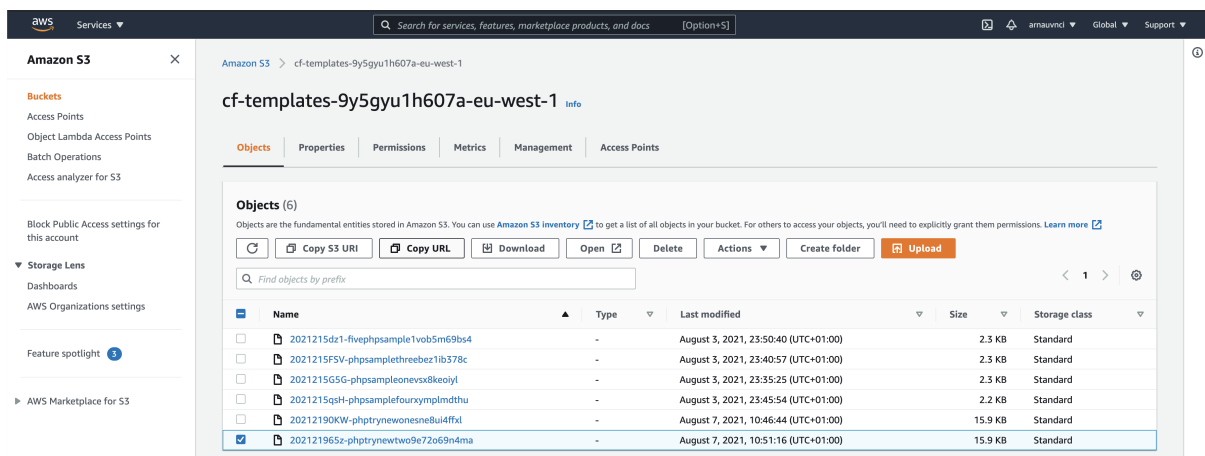 aws Services ▼ Search for services, features, marketplace products, and docs [Option+S] arnauvnci ▼ Global ▼ Support ▼
Amazon S3
Buckets
Access Points
Object Lambda Access Points
Batch Operations
Access analyzer for S3
Block Public Access settings for
this account
▼ Storage Lens
Dashboards
AWS Organizations settings
Feature spotlight 3
▶ AWS Marketplace for S3
Amazon S3 > cf-templates-9y5gyu1h607a-eu-west-1
cf-templates-9y5gyu1h607a-eu-west-1 Info
Objects Properties Permissions Metrics Management Access Points
Objects (6)
Objects are the fundamental entities stored in Amazon S3. You can use Amazon S3 inventory to get a list of all objects in your bucket. For others to access your objects, you'll need to explicitly grant them permissions. Learn more
Copy S3 URI Copy URL Download Open Delete Actions ▼ Create folder Upload
Find objects by prefix < 1 >
Name ▲ Type Last modified Size Storage class
2021215dz1-fivephpsample1vob5m69bs4 - August 3, 2021, 23:50:40 (UTC+01:00) 2.3 KB Standard
2021215FSV-phpsamplethreebez1ib378c - August 3, 2021, 23:40:57 (UTC+01:00) 2.3 KB Standard
2021215G5G-phpsampleonevsx8keoiyl - August 3, 2021, 23:35:25 (UTC+01:00) 2.3 KB Standard
2021215qsH-phpsamplefourxymplmdthu - August 3, 2021, 23:45:54 (UTC+01:00) 2.2 KB Standard
20212190KW-phptrynewonesne8ui4ffxl - August 7, 2021, 10:46:44 (UTC+01:00) 15.9 KB Standard
202121965z-phptrynewtwo9e72o69n4ma - August 7, 2021, 10:51:16 (UTC+01:00) 15.9 KB Standard